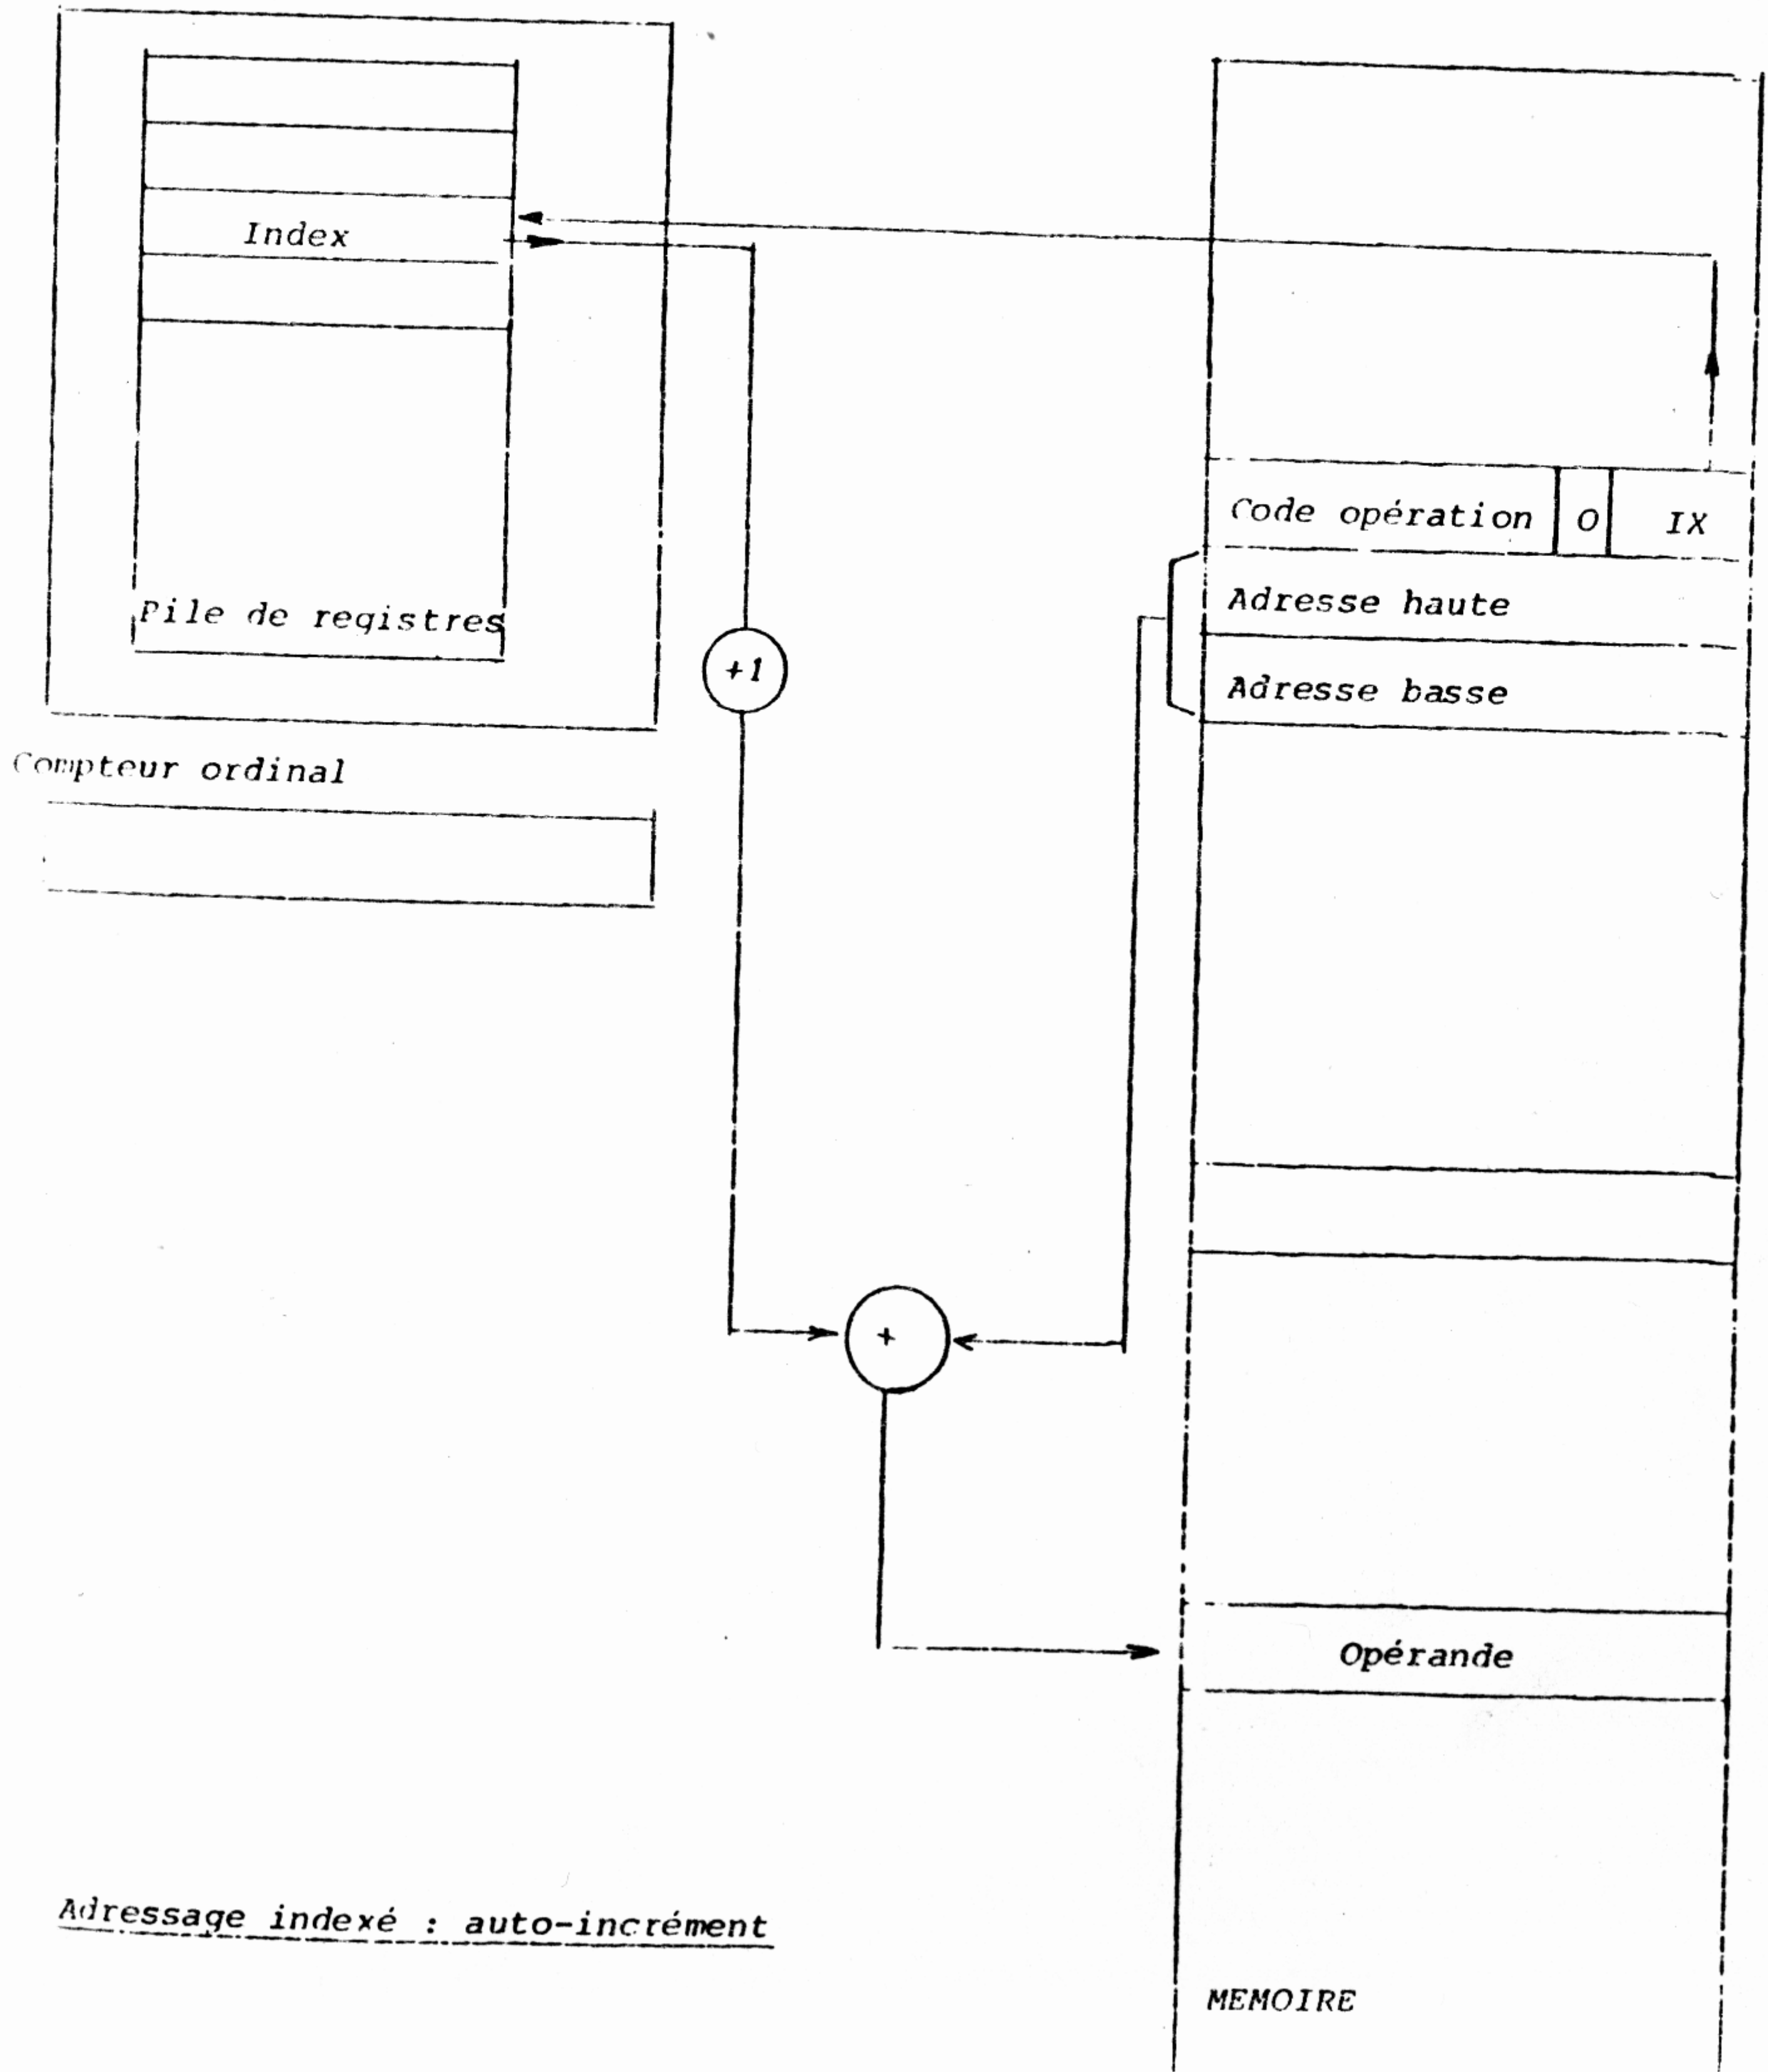 Index
Code opération O IX
Adresse haute
Pile de registres
+1
Adresse basse
Compteur ordinal
+
Opérande
Adressage indexé : auto-incrément
MEMOIRE